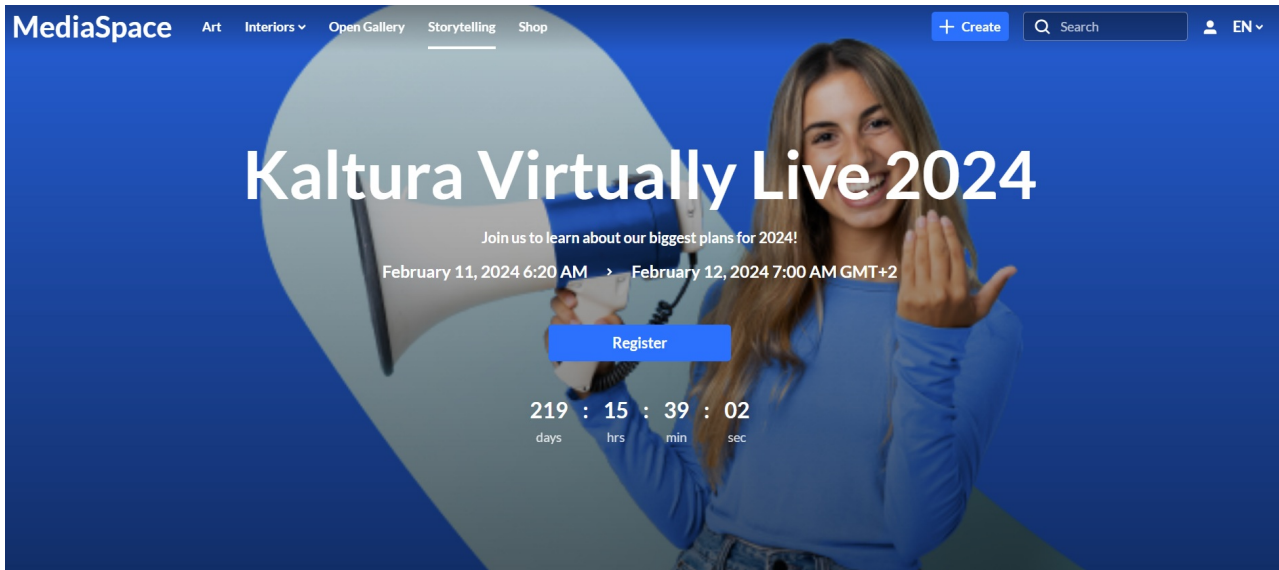 MediaSpace Art Interiors Open Gallery Storytelling Shop + Create Search EN
Kaltura Virtually Live 2024
Join us to learn about our biggest plans for 2024!
February 11, 2024 6:20 AM > February 12, 2024 7:00 AM GMT+2
Register
219 : 15 : 39 : 02
days hrs min sec